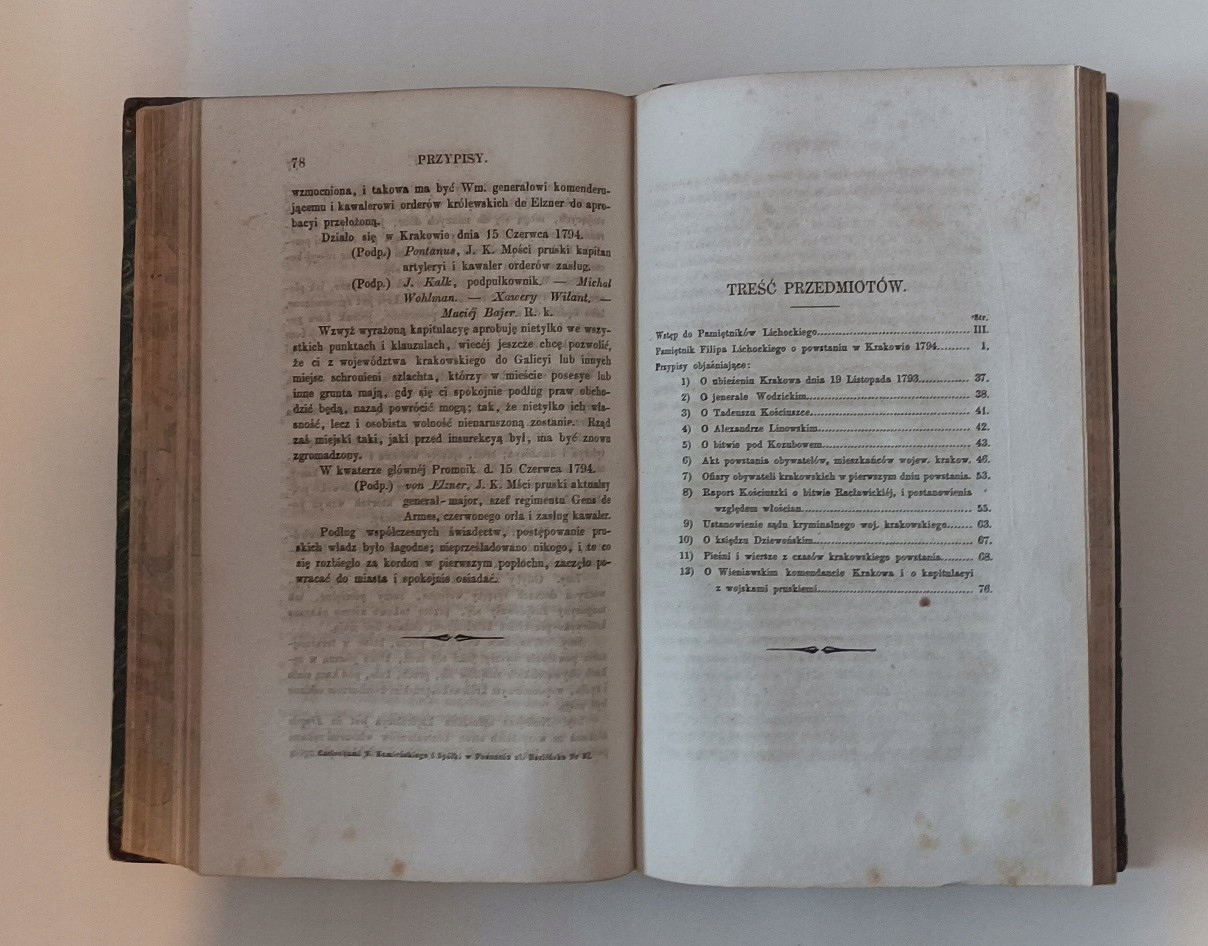 78 PRZYPISY.
wzmocniona, i takowa ma być Wm. generałowi komenderu-
jącemu i kawalerowi orderów królewskich de Elzner do apro-
bacyi przełożoną.
Działo się w Krakowie dnia 15 Czerwca 1794.
(Podp.) Pontanus, J. K. Mości pruski kapitan
artyleryi i kawaler orderów zasług.
(Podp.) J. Kalk, podpułkownik. — Michał
Wohlman. — Xawery Wilant. —
Maciéj Bajer. R. k.
Wzwyż wyrażoną kapitulacyę aprobuję nietylko we wszy-
stkich punktach i klauzulach, wiecéj jeszcze chcę pozwolić,
że ci z województwa krakowskiego do Galicyi lub innych
miejsc schronieni szlachta, którzy w mieście posesye lub
inne grunta mają, gdy się ci spokojnie podług praw obcho-
dzić będą, nazad powrócić mogą; tak, że nietylko ich wła-
sność, lecz i osobista wolność nienaruszoną zostanie. Rząd
zaś miejski taki, jaki przed insurekcyą był, ma być znowu
zgromadzony.
W kwaterze głównéj Promnik d. 15 Czerwca 1794.
(Podp.) von Elzner, J. K. Mści pruski aktualny
generał-major, szef regimentu Gens de
Armes, czerwonego orła i zasług kawaler.
Podług współczesnych świadectw, postępowanie pru-
skich władz było łagodne; nieprześladowano nikogo, i to co
się rozbiegło za kordon w pierwszym popłochu, zaczęło po-
wracać do miasta i spokojnie osiadać.
Czcionkami N. Kamieńskiego i Spółki w Poznaniu
TREŚĆ PRZEDMIOTÓW.
Str.
Wstęp do Pamiętników Lichockiego. III.
Pamiętnik Filipa Lichockiego o powstaniu w Krakowie 1794. 1.
Przypisy objaśniające:
1) O ubieżeniu Krakowa dnia 19 Listopada 1793. 37.
2) O jenerale Wodzickim. 38.
3) O Tadeuszu Kościuszce. 41.
4) O Alexandrze Linowskim. 42.
5) O bitwie pod Kozubowem. 43.
6) Akt powstania obywatelów, mieszkańców wojew. krakow. 46.
7) Ofiary obywateli krakowskich w pierwszym dniu powstania. 53.
8) Raport Kościuszki o bitwie Racławickiéj, i postanowienia
względem włościan. 55.
9) Ustanowienie sądu kryminalnego woj. krakowskiego. 63.
10) O księdzu Dziewońskim. 67.
11) Pieśni i wiersze z czasów krakowskiego powstania. 68.
13) O Wieniawskim komendancie Krakowa i o kapitulacyi
z wojskami pruskiemi. 76.